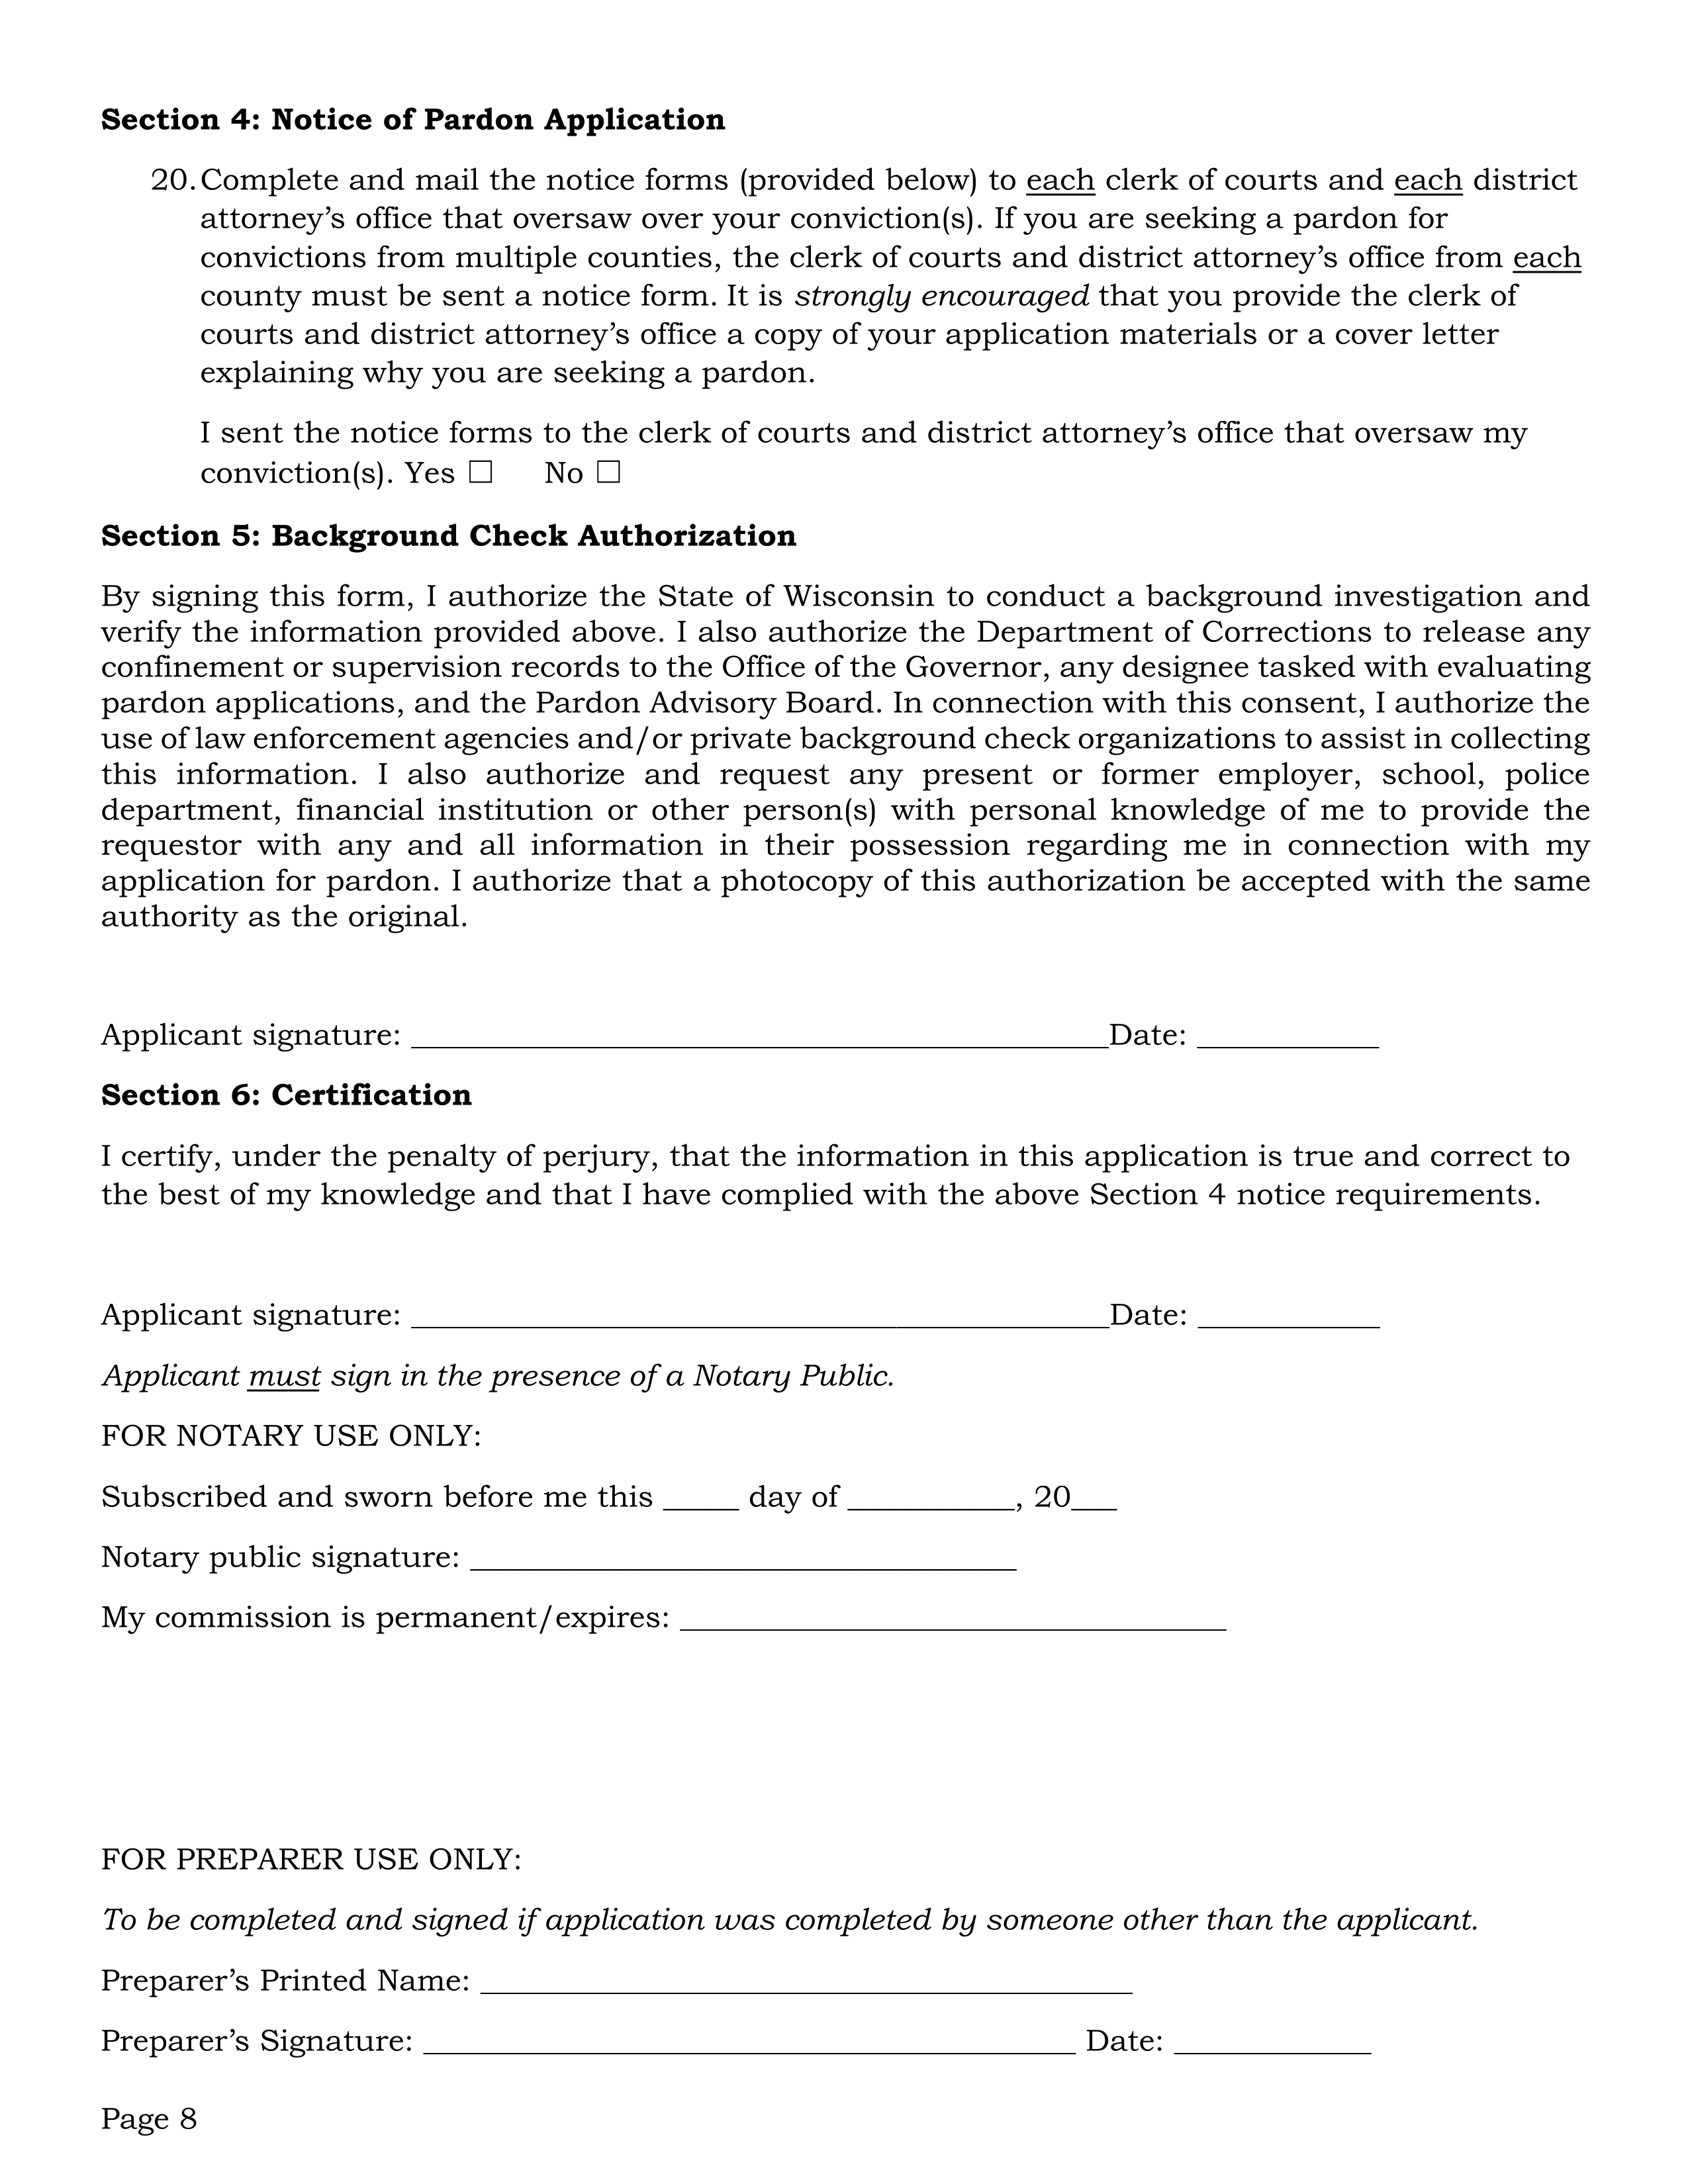 Section 4: Notice of Pardon Application
20. Complete and mail the notice forms (provided below) to each clerk of courts and each district
attorney’s office that oversaw over your conviction(s). If you are seeking a pardon for
convictions from multiple counties, the clerk of courts and district attorney’s office from each
county must be sent a notice form. It is strongly encouraged that you provide the clerk of
courts and district attorney’s office a copy of your application materials or a cover letter
explaining why you are seeking a pardon.
I sent the notice forms to the clerk of courts and district attorney’s office that oversaw my
conviction(s). Yes ☐ No ☐
Section 5: Background Check Authorization
By signing this form, I authorize the State of Wisconsin to conduct a background investigation and
verify the information provided above. I also authorize the Department of Corrections to release any
confinement or supervision records to the Office of the Governor, any designee tasked with evaluating
pardon applications, and the Pardon Advisory Board. In connection with this consent, I authorize the
use of law enforcement agencies and/or private background check organizations to assist in collecting
this information. I also authorize and request any present or former employer, school, police
department, financial institution or other person(s) with personal knowledge of me to provide the
requestor with any and all information in their possession regarding me in connection with my
application for pardon. I authorize that a photocopy of this authorization be accepted with the same
authority as the original.
Applicant signature: ______________________________________________Date: ____________
Section 6: Certification
I certify, under the penalty of perjury, that the information in this application is true and correct to
the best of my knowledge and that I have complied with the above Section 4 notice requirements.
Applicant signature: ______________________________________________Date: ____________
Applicant must sign in the presence of a Notary Public.
FOR NOTARY USE ONLY:
Subscribed and sworn before me this _____ day of ___________, 20___
Notary public signature: ____________________________________
My commission is permanent/expires: ____________________________________
FOR PREPARER USE ONLY:
To be completed and signed if application was completed by someone other than the applicant.
Preparer’s Printed Name: ___________________________________________
Preparer’s Signature: ___________________________________________ Date: _____________
Page 8